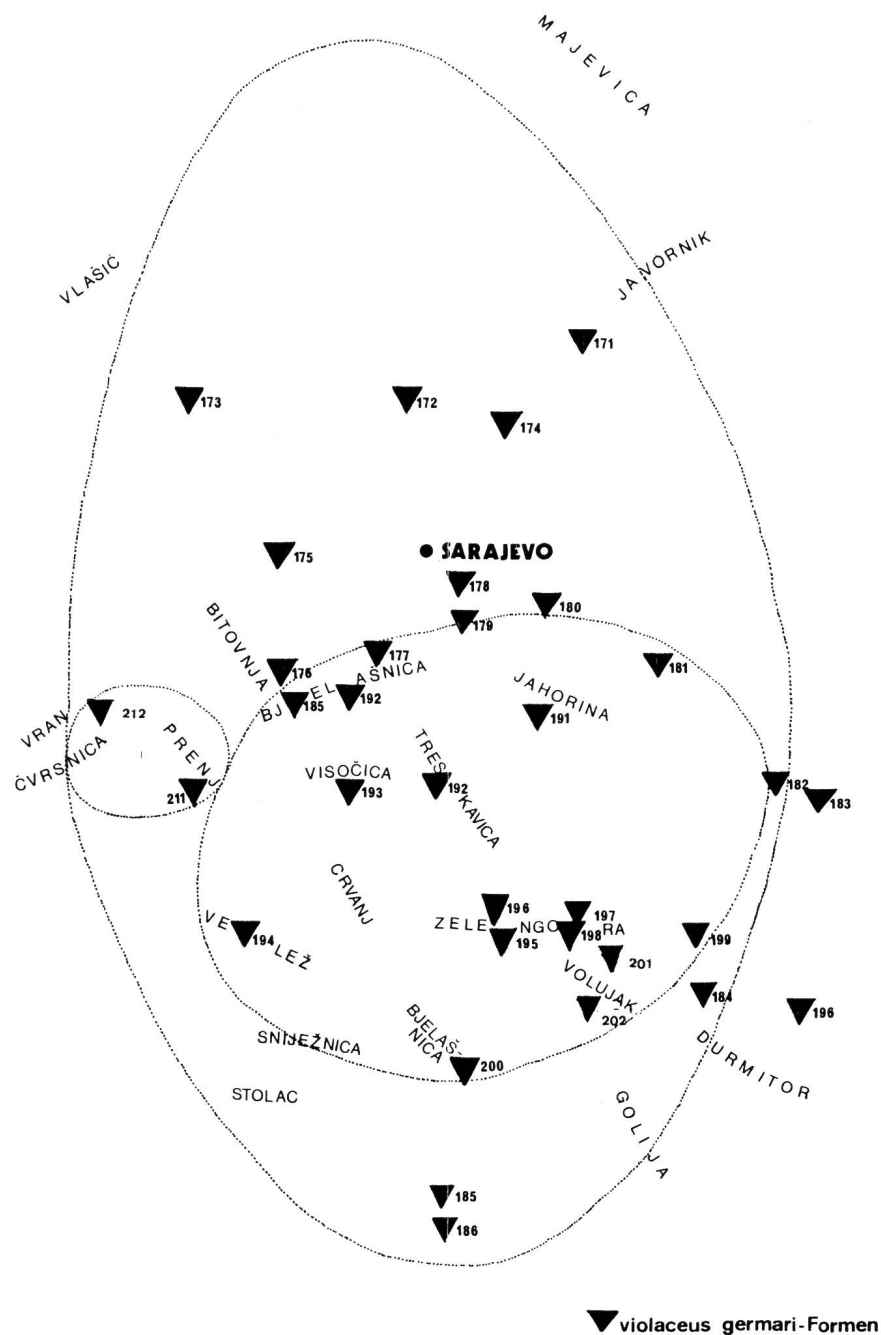 MAJEVICA
VLAŠIĆ
JAVORNIK
171
173
172
174
SARAJEVO
175
178
180
179
BITOVNJA
177
181
176
BJELAŠNICA
185
192
JAHORINA
191
VRAN
212
ČVRSNICA
PRENJ
211
VISOČICA
193
192
TRESKAVICA
182
183
CRVANJ
196
197
ZELENGORA
195
198
199
VELEŽ
194
201
VOLUJAK
202
184
196
BJELAŠ-
NICA
200
SNIJEŽNICA
DURMITOR
STOLAC
GOLIJA
185
186
violaceus germari-Formen